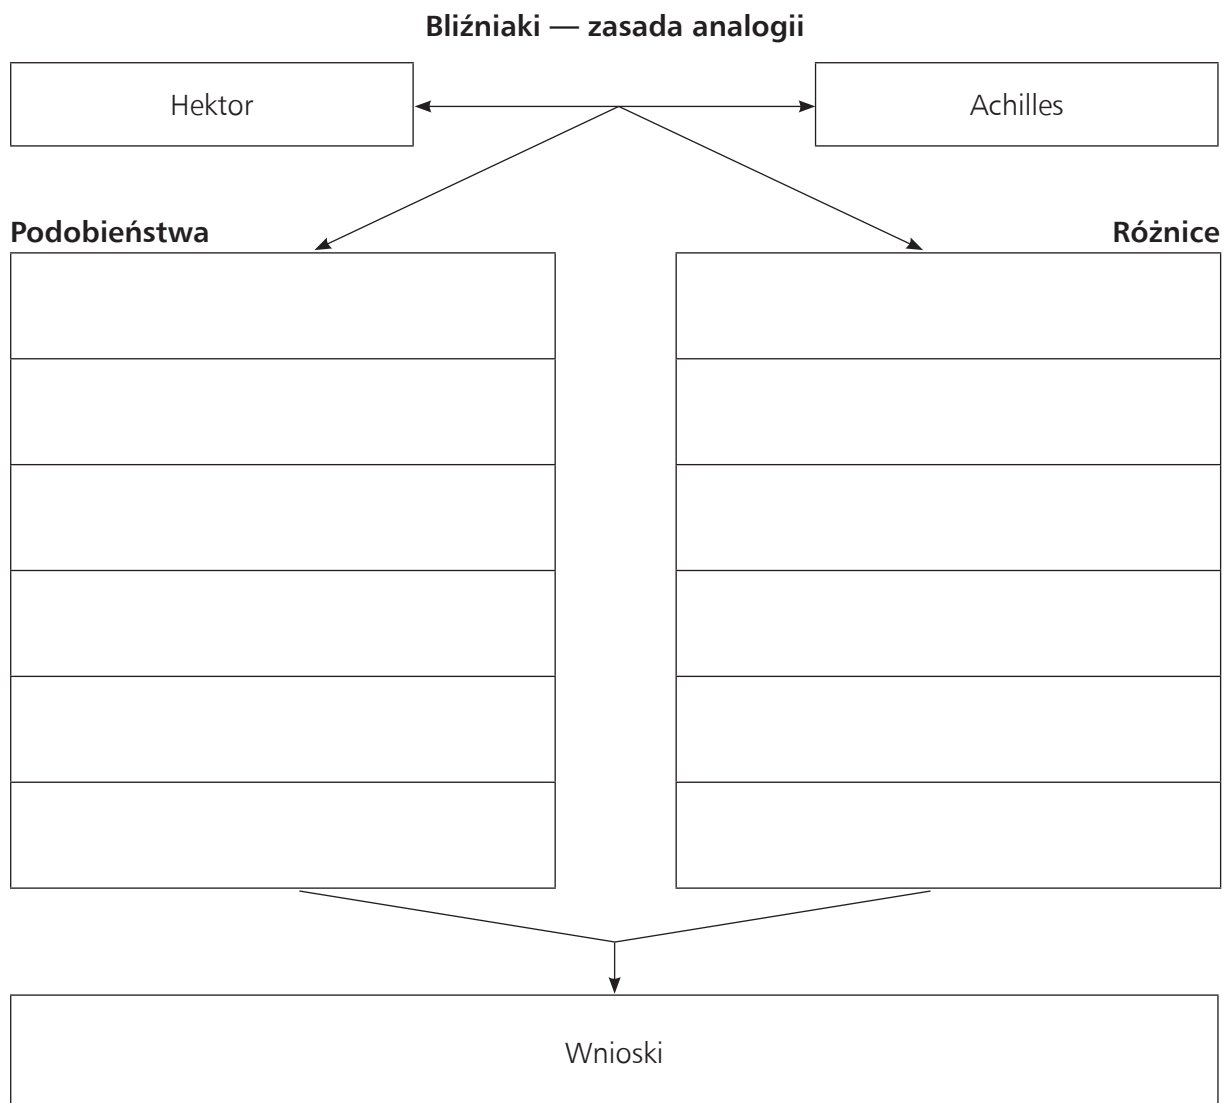 Bliźniaki — zasada analogii
Hektor
Achilles
Podobieństwa
Różnice
Wnioski